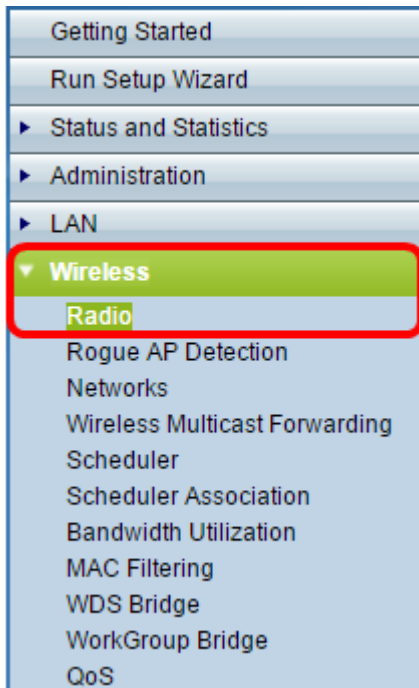 Getting Started
Run Setup Wizard
Status and Statistics
Administration
LAN
Wireless
Radio
Rogue AP Detection
Networks
Wireless Multicast Forwarding
Scheduler
Scheduler Association
Bandwidth Utilization
MAC Filtering
WDS Bridge
WorkGroup Bridge
QoS